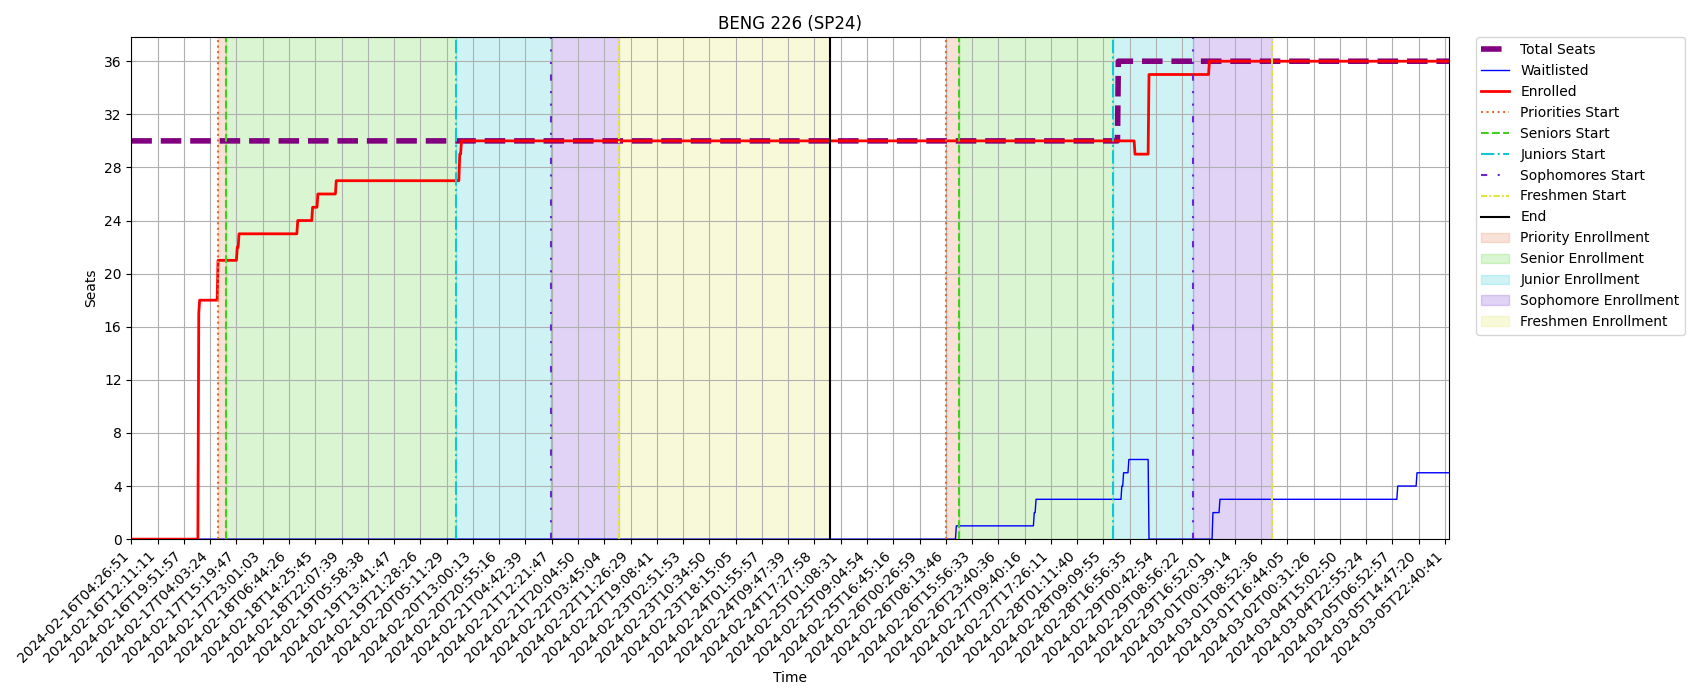 BENG 226 (SP24)
Seats
36
32
28
24
20
16
12
8
4
0
2024-02-16T04:26:51
2024-02-16T12:11:11
2024-02-16T19:51:57
2024-02-17T04:03:24
2024-02-17T15:19:47
2024-02-17T23:01:03
2024-02-18T06:44:26
2024-02-18T14:25:45
2024-02-18T22:07:39
2024-02-19T05:58:38
2024-02-19T13:41:47
2024-02-19T21:28:26
2024-02-20T05:11:29
2024-02-20T13:00:13
2024-02-20T20:55:16
2024-02-21T04:42:39
2024-02-21T12:21:47
2024-02-21T20:04:50
2024-02-22T03:45:04
2024-02-22T11:26:29
2024-02-22T19:08:41
2024-02-23T02:51:53
2024-02-23T10:34:50
2024-02-23T18:15:05
2024-02-24T01:55:57
2024-02-24T09:47:39
2024-02-24T17:27:58
2024-02-25T01:08:31
2024-02-25T09:04:54
2024-02-25T16:45:16
2024-02-26T00:26:59
2024-02-26T08:13:46
2024-02-26T15:56:33
2024-02-26T23:40:36
2024-02-27T09:40:16
2024-02-27T17:26:11
2024-02-28T01:11:40
2024-02-28T09:09:55
2024-02-28T16:56:35
2024-02-29T00:42:54
2024-02-29T08:56:22
2024-02-29T16:52:01
2024-03-01T00:39:14
2024-03-01T08:52:36
2024-03-01T16:44:05
2024-03-02T00:31:26
2024-03-04T15:02:50
2024-03-04T22:55:24
2024-03-05T06:52:57
2024-03-05T14:47:20
2024-03-05T22:40:41
Time
Total Seats
Waitlisted
Enrolled
Priorities Start
Seniors Start
Juniors Start
Sophomores Start
Freshmen Start
End
Priority Enrollment
Senior Enrollment
Junior Enrollment
Sophomore Enrollment
Freshmen Enrollment